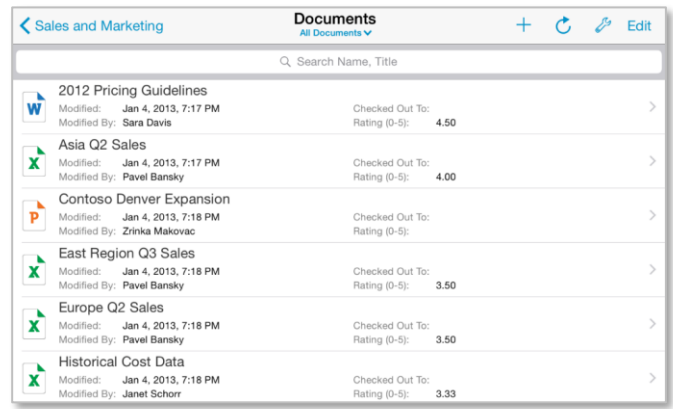 Sales and Marketing
Documents
All Documents
Edit
Search Name, Title
W
2012 Pricing Guidelines
Modified: Jan 4, 2013, 7:17 PM Checked Out To:
Modified By: Sara Davis Rating (0-5): 4.50
X
Asia Q2 Sales
Modified: Jan 4, 2013, 7:17 PM Checked Out To:
Modified By: Pavel Bansky Rating (0-5): 4.00
P
Contoso Denver Expansion
Modified: Jan 4, 2013, 7:18 PM Checked Out To:
Modified By: Zrinka Makovac Rating (0-5):
X
East Region Q3 Sales
Modified: Jan 4, 2013, 7:18 PM Checked Out To:
Modified By: Pavel Bansky Rating (0-5): 3.50
X
Europe Q2 Sales
Modified: Jan 4, 2013, 7:18 PM Checked Out To:
Modified By: Pavel Bansky Rating (0-5): 3.50
X
Historical Cost Data
Modified: Jan 4, 2013, 7:18 PM Checked Out To:
Modified By: Janet Schorr Rating (0-5): 3.33